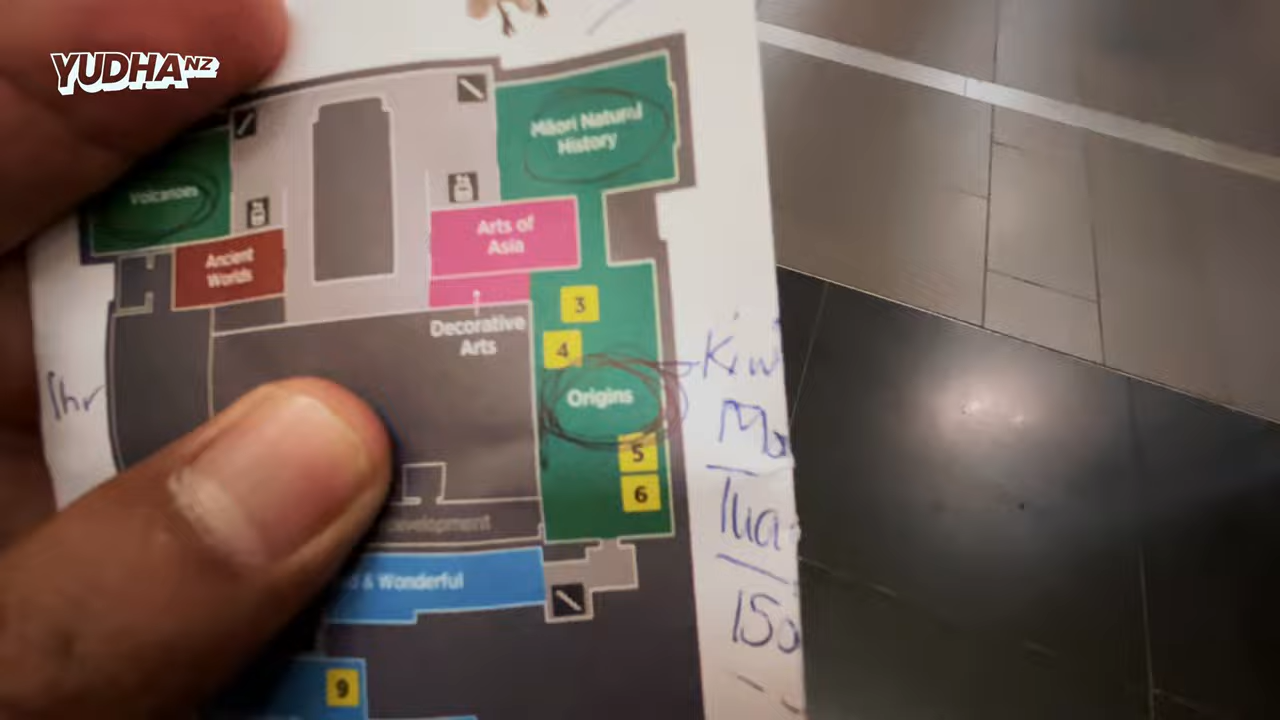 YUDHA NZ
Māori Natural
History
Volcanoes
Arts of
Asia
Ancient
Worlds
3
Decorative
Arts
4
Origins
5
6
evelopment
& Wonderful
9